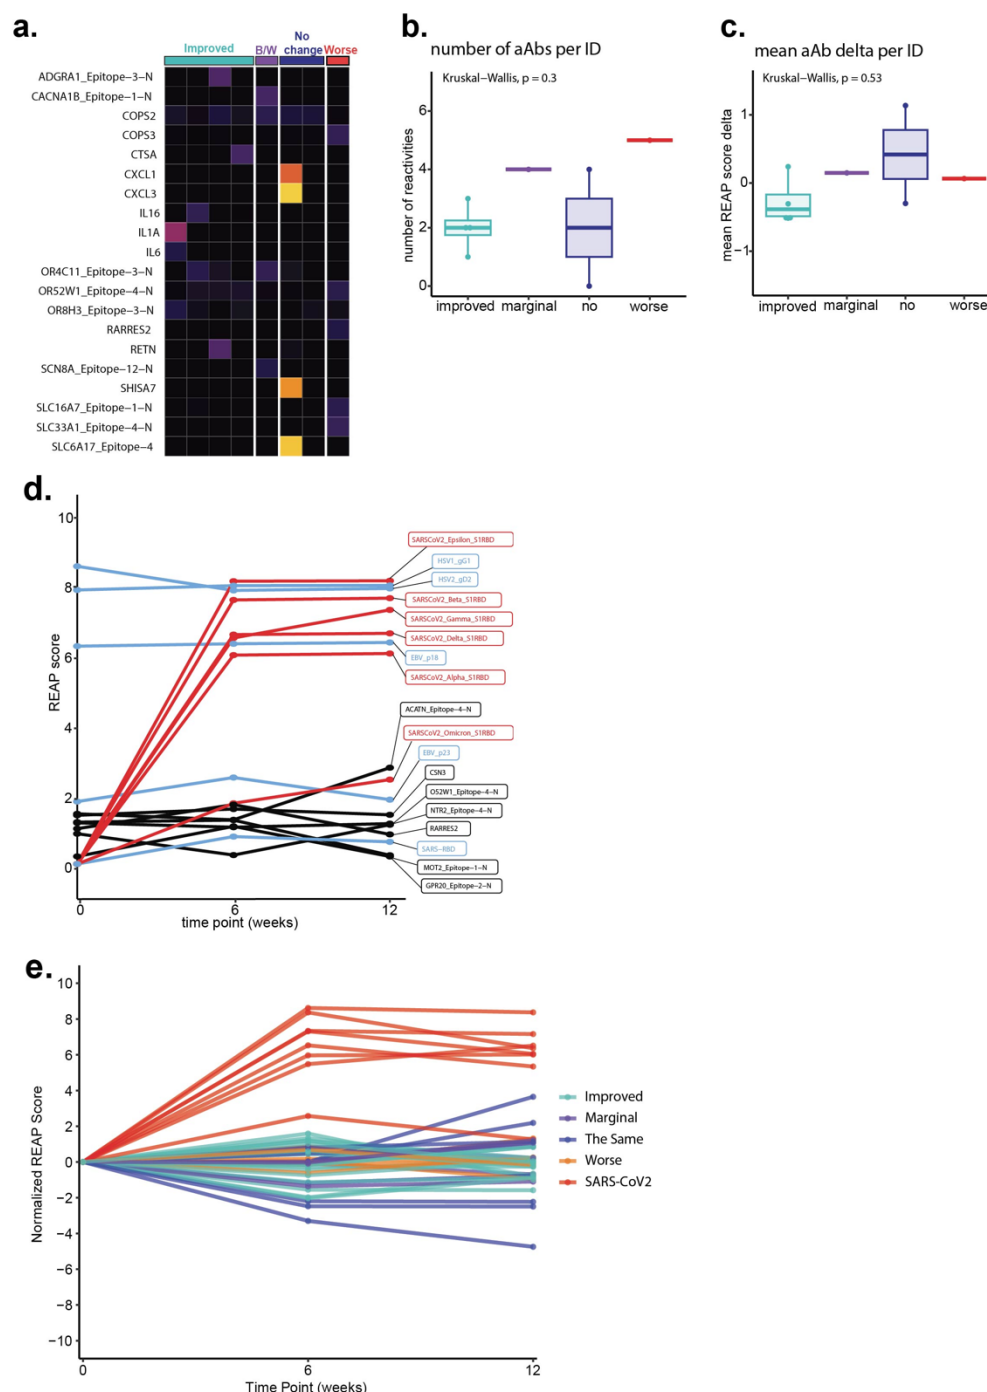 a.
Improved
B/W
No
change
Worse
ADGRA1_Epitope-3-N
CACNA1B_Epitope-1-N
COPS2
COPS3
CTSA
CXCL1
CXCL3
IL16
IL1A
IL6
OR4C11_Epitope-3-N
OR52W1_Epitope-4-N
OR8H3_Epitope-3-N
RARRES2
RETN
SCN8A_Epitope-12-N
SHISA7
SLC16A7_Epitope-1-N
SLC33A1_Epitope-4-N
SLC6A17_Epitope-4
b.
number of aAbs per ID
Kruskal-Wallis, p = 0.3
number of reactivities
6
4
2
0
improved
marginal
no
worse
c.
mean aAb delta per ID
Kruskal-Wallis, p = 0.53
mean REAP score delta
1
0
-1
improved
marginal
no
worse
d.
REAP score
10
8
6
4
2
0
0
6
12
time point (weeks)
SARSCoV2_Epsilon_S1RBD
HSV1_gG1
HSV2_gD2
SARSCoV2_Beta_S1RBD
SARSCoV2_Gamma_S1RBD
SARSCoV2_Delta_S1RBD
EBV_p18
SARSCoV2_Alpha_S1RBD
ACATN_Epitope-4-N
SARSCoV2_Omicron_S1RBD
EBV_p23
CSN3
O52W1_Epitope-4-N
NTR2_Epitope-4-N
RARRES2
SARS-RBD
MOT2_Epitope-1-N
GPR20_Epitope-2-N
e.
Normalized REAP Score
10
8
6
4
2
0
-2
-4
-6
-8
-10
0
6
12
Time Point (weeks)
Improved
Marginal
The Same
Worse
SARS-CoV2